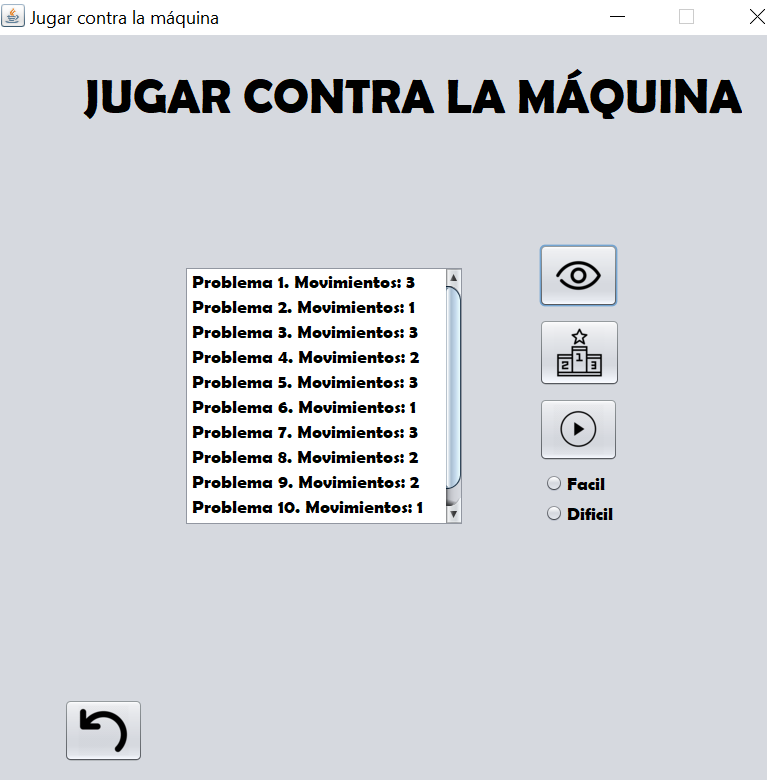 Jugar contra la máquina
JUGAR CONTRA LA MÁQUINA
Problema 1. Movimientos: 3
Problema 2. Movimientos: 1
Problema 3. Movimientos: 3
Problema 4. Movimientos: 2
Problema 5. Movimientos: 3
Problema 6. Movimientos: 1
Problema 7. Movimientos: 3
Problema 8. Movimientos: 2
Problema 9. Movimientos: 2
Problema 10. Movimientos: 1
2 1 3
Facil
Dificil